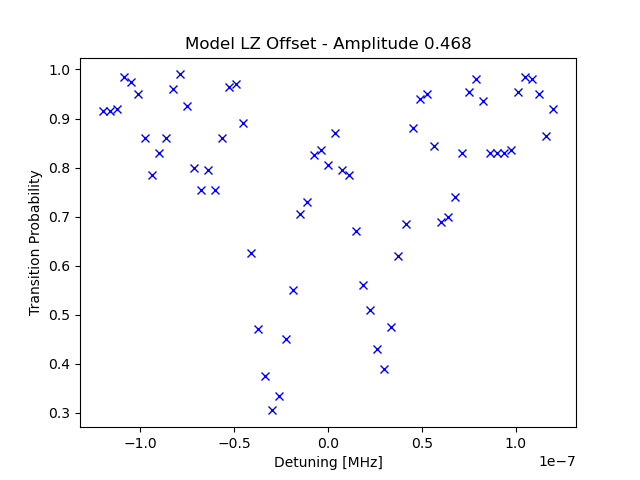 Model LZ Offset - Amplitude 0.468
1.0
0.9
0.8
0.7
0.6
0.5
0.4
0.3
Transition Probability
−1.0 −0.5 0.0 0.5 1.0
1e−7
Detuning [MHz]